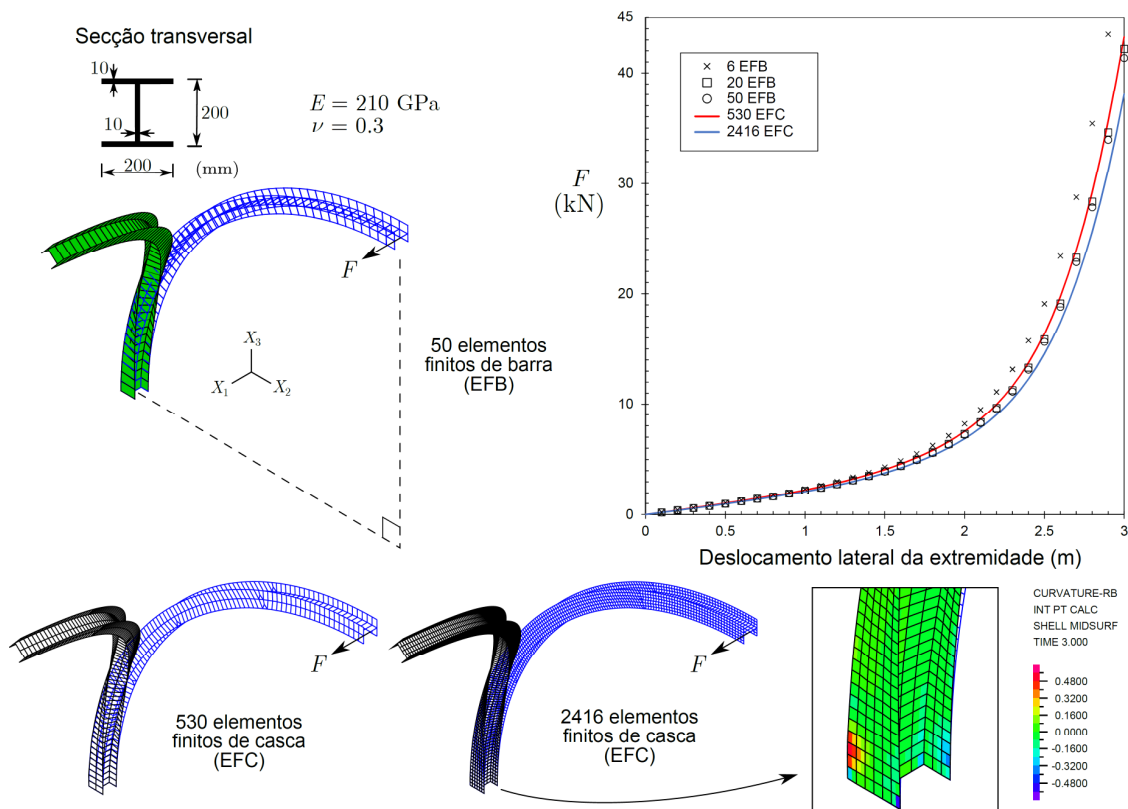 Secção transversal
10
10
200
200
(mm)
E = 210 GPa
ν = 0.3
F
50 elementos
finitos de barra
(EFB)
X3
X1
X2
45
40
30
20
10
0
F
(kN)
6 EFB
20 EFB
50 EFB
530 EFC
2416 EFC
0
0.5
1
1.5
2
2.5
3
Deslocamento lateral da extremidade (m)
F
530 elementos
finitos de casca
(EFC)
F
2416 elementos
finitos de casca
(EFC)
CURVATURE-RB
INT PT CALC
SHELL MIDSURF
TIME 3.000
0.4800
0.3200
0.1600
0.0000
-0.1600
-0.3200
-0.4800